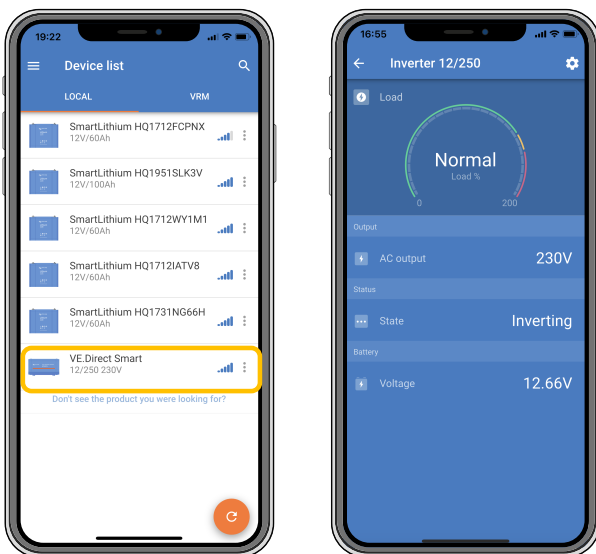 19:22
Device list
LOCAL
VRM
SmartLithium HQ1712FCPNX
12V/60Ah
SmartLithium HQ1951SLK3V
12V/100Ah
SmartLithium HQ1712WY1M1
12V/60Ah
SmartLithium HQ1712IATV8
12V/60Ah
SmartLithium HQ1731NG66H
12V/60Ah
VE.Direct Smart
12/250 230V
Don't see the product you were looking for?
16:55
Inverter 12/250
Load
Normal
Load %
0
200
Output
AC output
230V
Status
State
Inverting
Battery
Voltage
12.66V